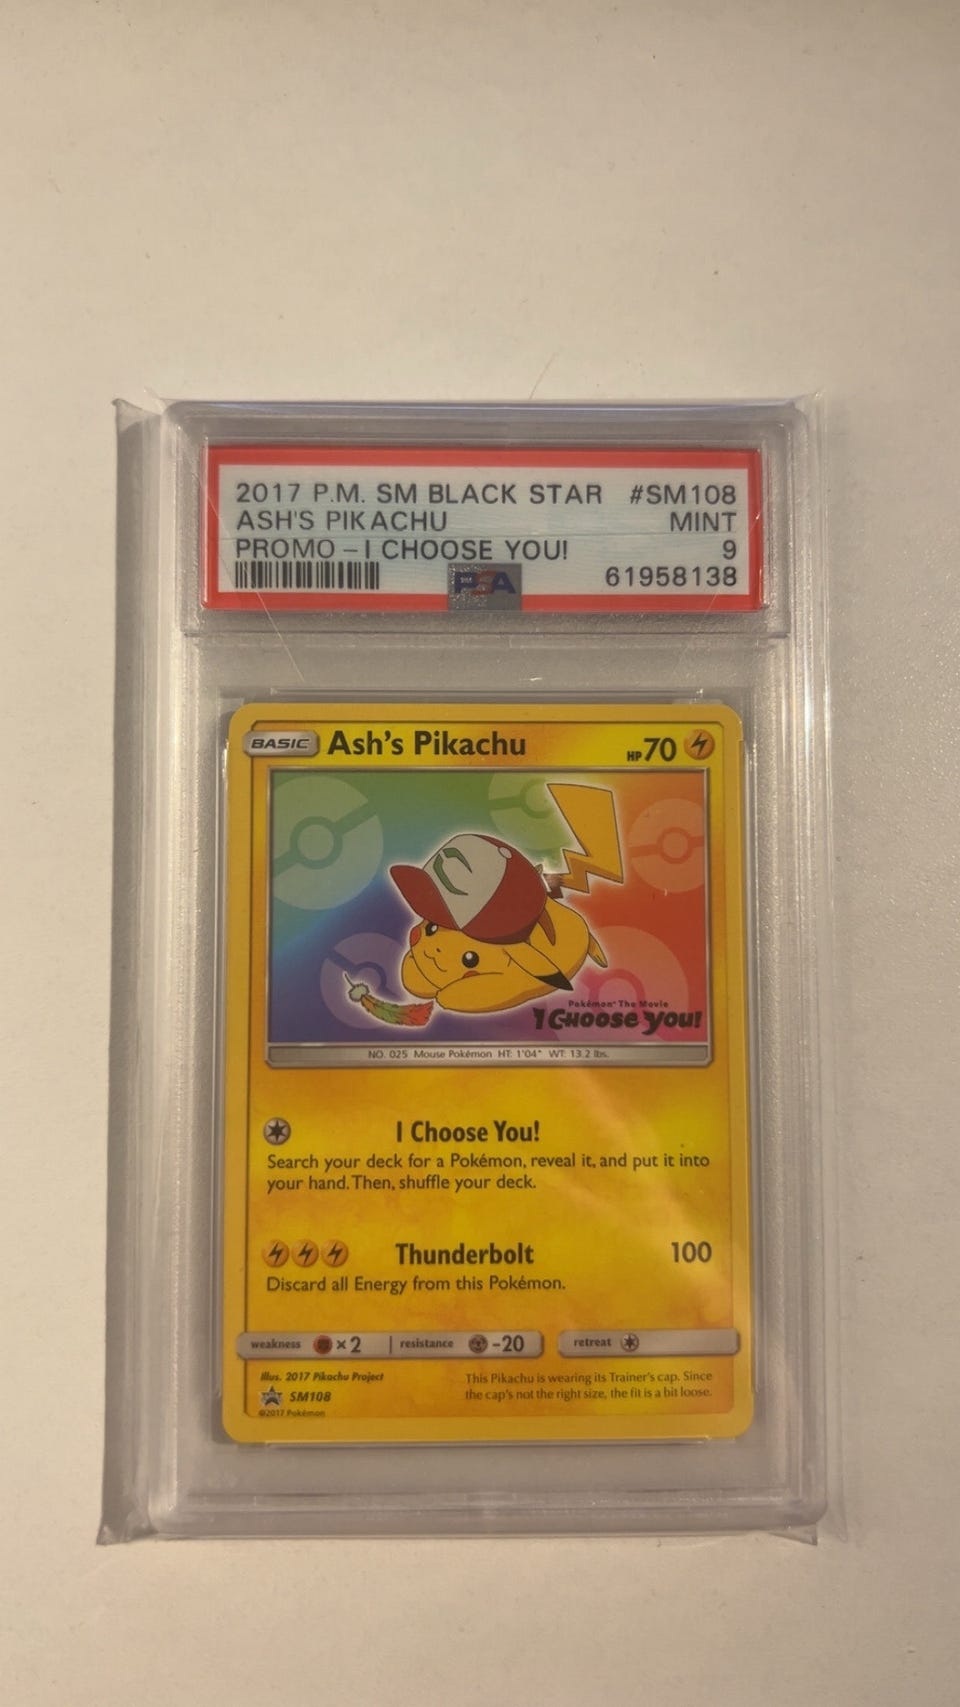 2017 P.M. SM BLACK STAR #SM108
ASH'S PIKACHU MINT
PROMO – I CHOOSE YOU! 9
PSA 61958138
BASIC Ash's Pikachu HP 70
Pokémon The Movie
I Choose You!
NO. 025 Mouse Pokémon HT: 1'04" WT: 13.2 lbs.
I Choose You!
Search your deck for a Pokémon, reveal it, and put it into
your hand. Then, shuffle your deck.
Thunderbolt 100
Discard all Energy from this Pokémon.
weakness ×2 resistance -20 retreat
Illus. 2017 Pikachu Project
SM108
©2017 Pokémon
This Pikachu is wearing its Trainer's cap. Since
the cap's not the right size, the fit is a bit loose.